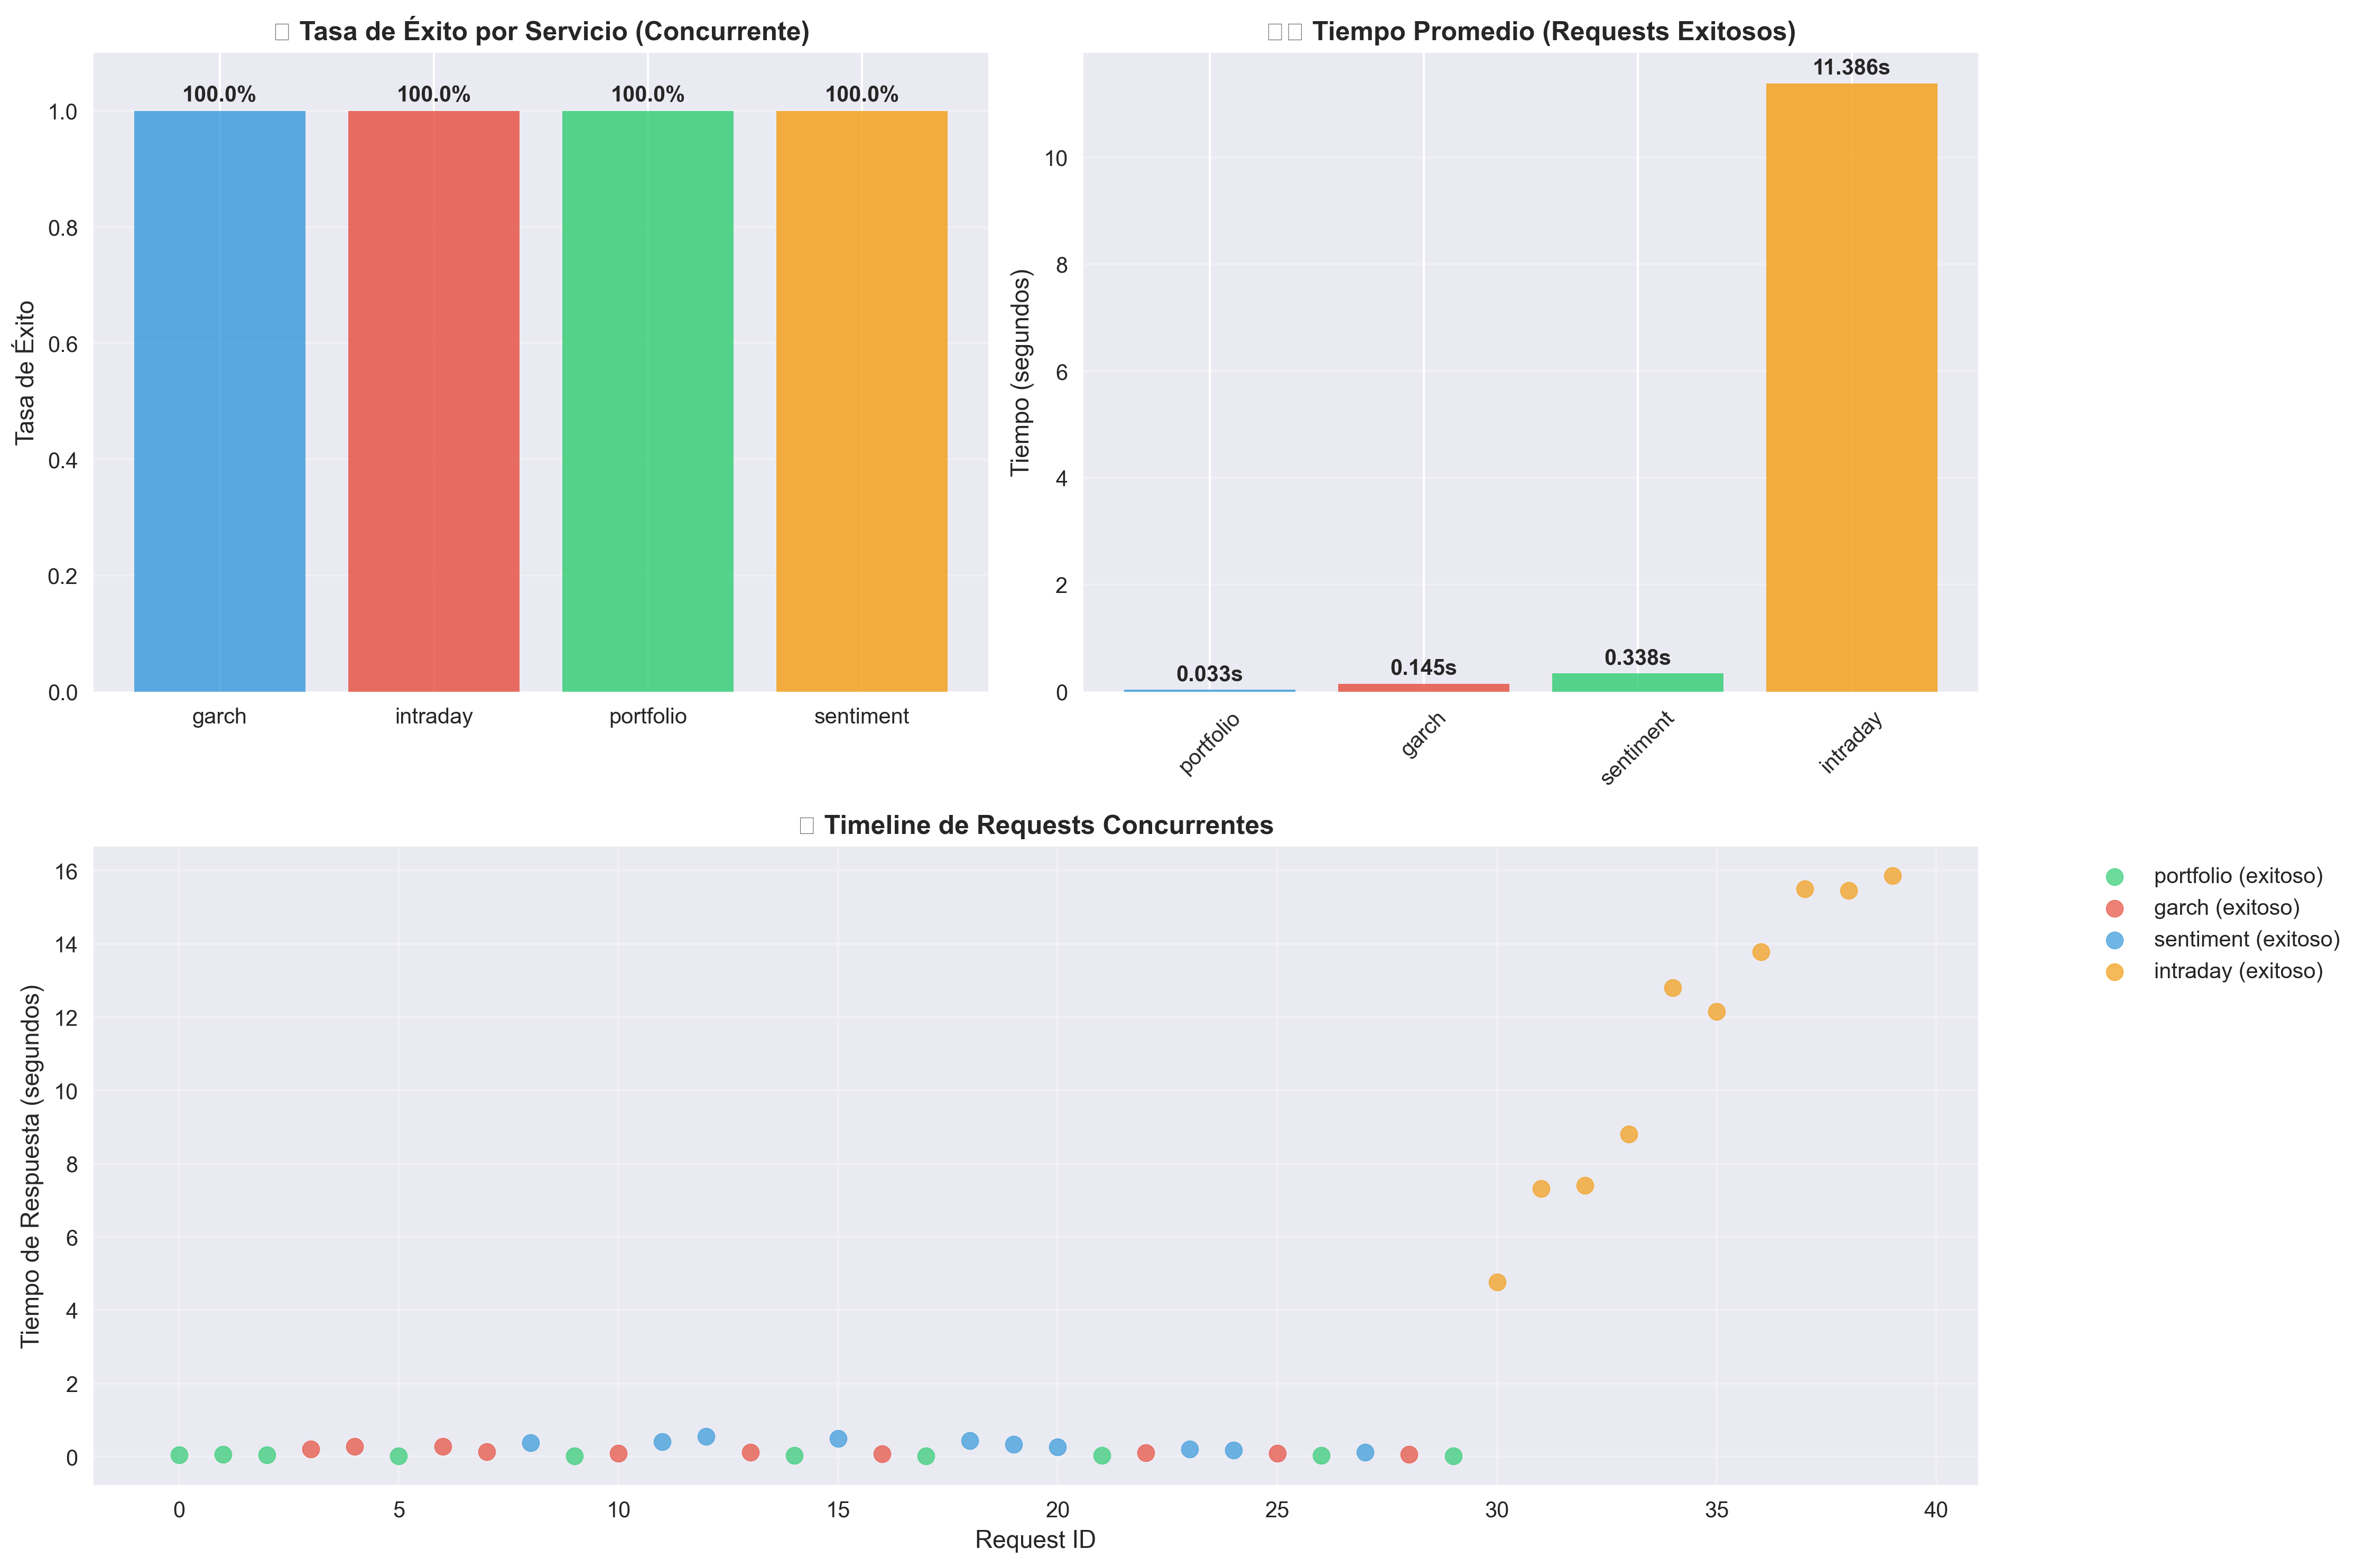 Tasa de Éxito por Servicio (Concurrente)
Tasa de Éxito
1.0
0.8
0.6
0.4
0.2
0.0
100.0% 100.0% 100.0% 100.0%
garch intraday portfolio sentiment
Tiempo Promedio (Requests Exitosos)
Tiempo (segundos)
10
8
6
4
2
0
0.033s 0.145s 0.338s 11.386s
portfolio garch sentiment intraday
Timeline de Requests Concurrentes
Tiempo de Respuesta (segundos)
16
14
12
10
8
6
4
2
0
0 5 10 15 20 25 30 35 40
Request ID
portfolio (exitoso)
garch (exitoso)
sentiment (exitoso)
intraday (exitoso)